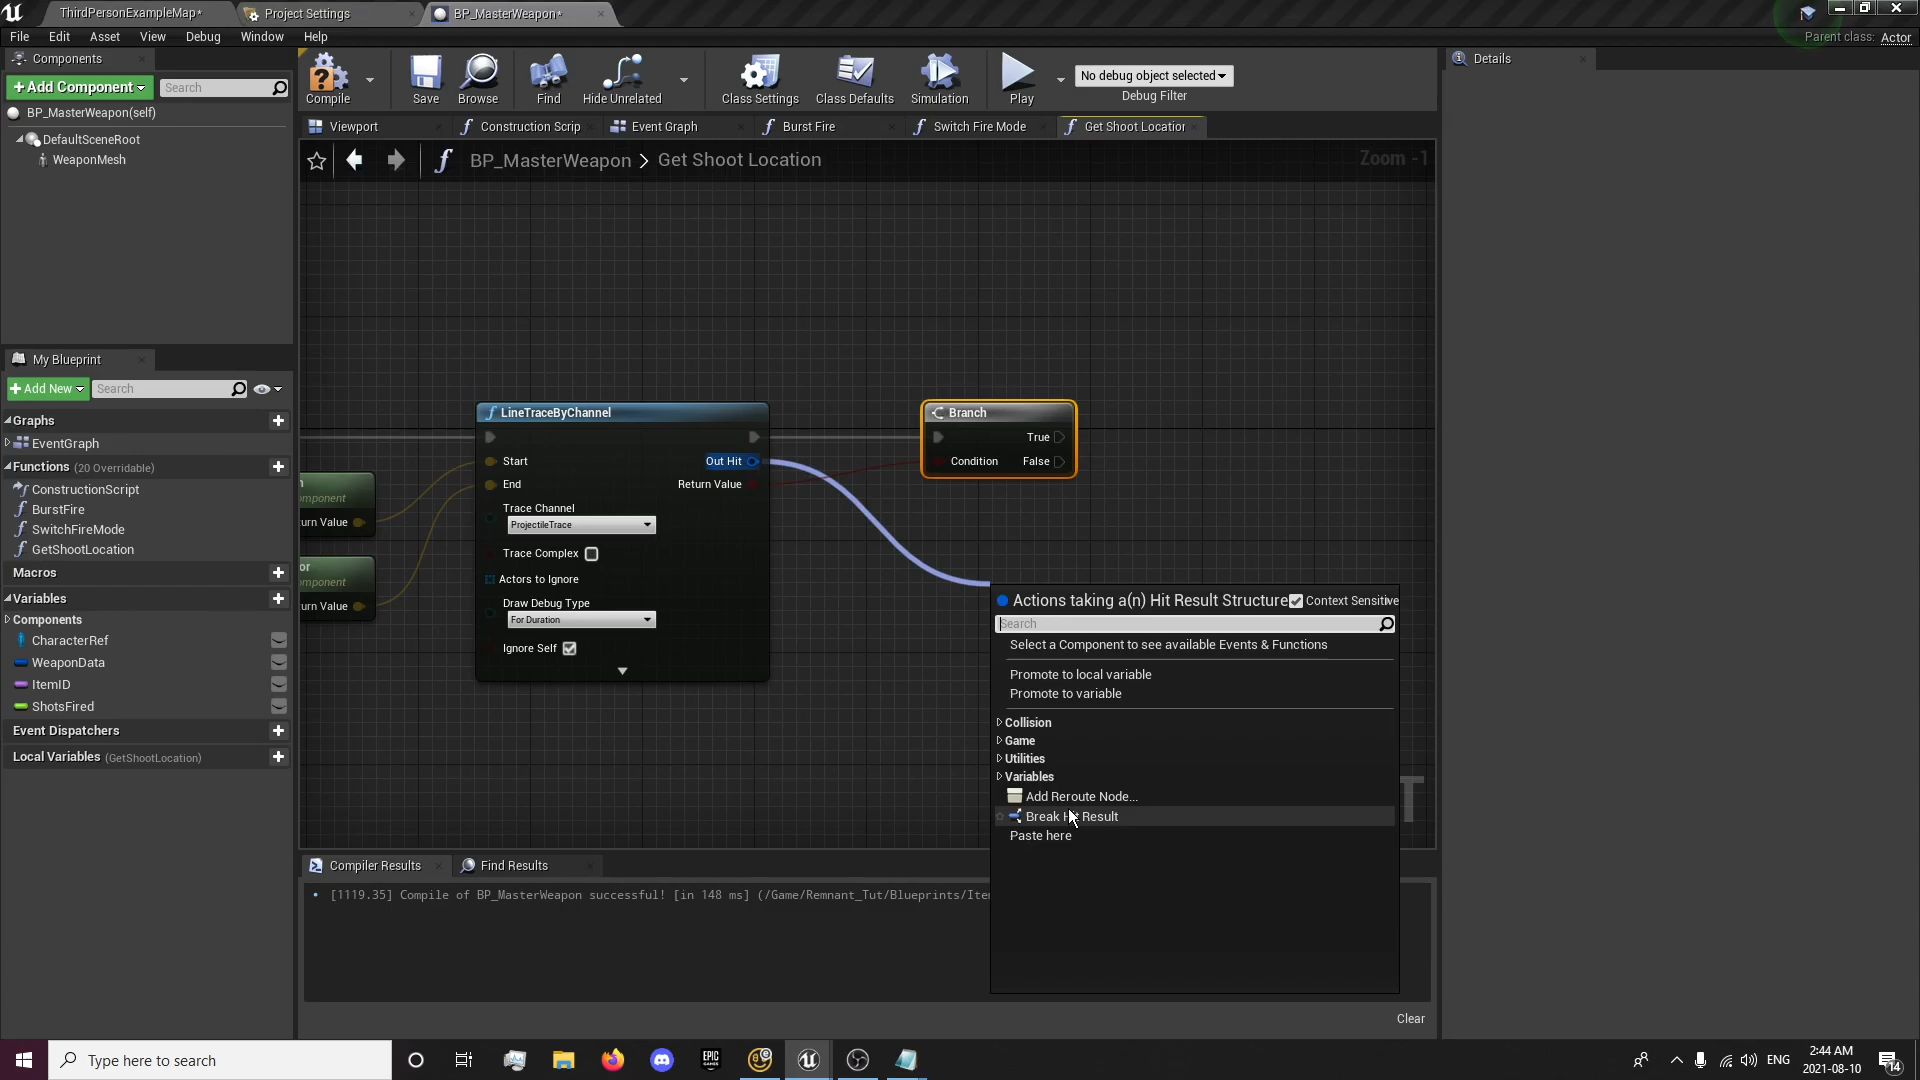 ThirdPersonExampleMap*
Project Settings
BP_MasterWeapon*
File Edit Asset View Debug Window Help
Parent class: Actor
Components
Details
+Add Component
Search
Compile
Save
Browse
Find
Hide Unrelated
Class Settings
Class Defaults
Simulation
Play
No debug object selected
Debug Filter
BP_MasterWeapon(self)
DefaultSceneRoot
WeaponMesh
Viewport
Construction Scrip
Event Graph
Burst Fire
Switch Fire Mode
Get Shoot Location
BP_MasterWeapon > Get Shoot Location
Zoom -1
My Blueprint
+Add New
Search
Graphs
EventGraph
Functions (20 Overridable)
ConstructionScript
BurstFire
SwitchFireMode
GetShootLocation
Macros
Variables
Components
CharacterRef
WeaponData
ItemID
ShotsFired
Event Dispatchers
Local Variables (GetShootLocation)
omponent
urn Value
or
omponent
urn Value
LineTraceByChannel
Start
Out Hit
End
Return Value
Trace Channel
ProjectileTrace
Trace Complex
Actors to Ignore
Draw Debug Type
For Duration
Ignore Self
Branch
True
Condition
False
Actions taking a(n) Hit Result Structure
Context Sensitive
Search
Select a Component to see available Events & Functions
Promote to local variable
Promote to variable
Collision
Game
Utilities
Variables
Add Reroute Node...
Break Hit Result
Paste here
Compiler Results
Find Results
[1119.35] Compile of BP_MasterWeapon successful! [in 148 ms] (/Game/Remnant_Tut/Blueprints/Ite
Clear
Type here to search
EPIC
ENG
2:44 AM
2021-08-10
14